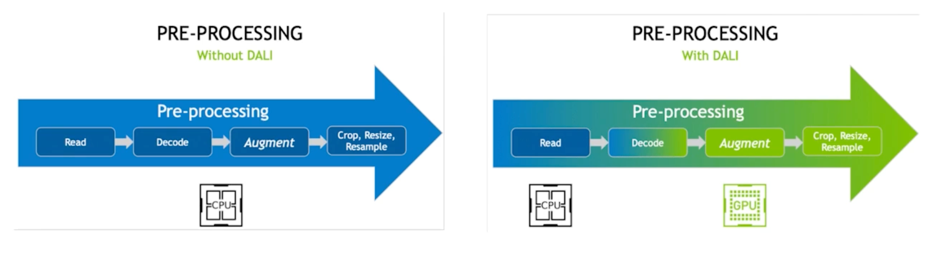 PRE-PROCESSING
Without DALI
Pre-processing
Read
Decode
Augment
Crop, Resize,
Resample
CPU
PRE-PROCESSING
With DALI
Pre-processing
Read
Decode
Augment
Crop, Resize,
Resample
CPU
GPU